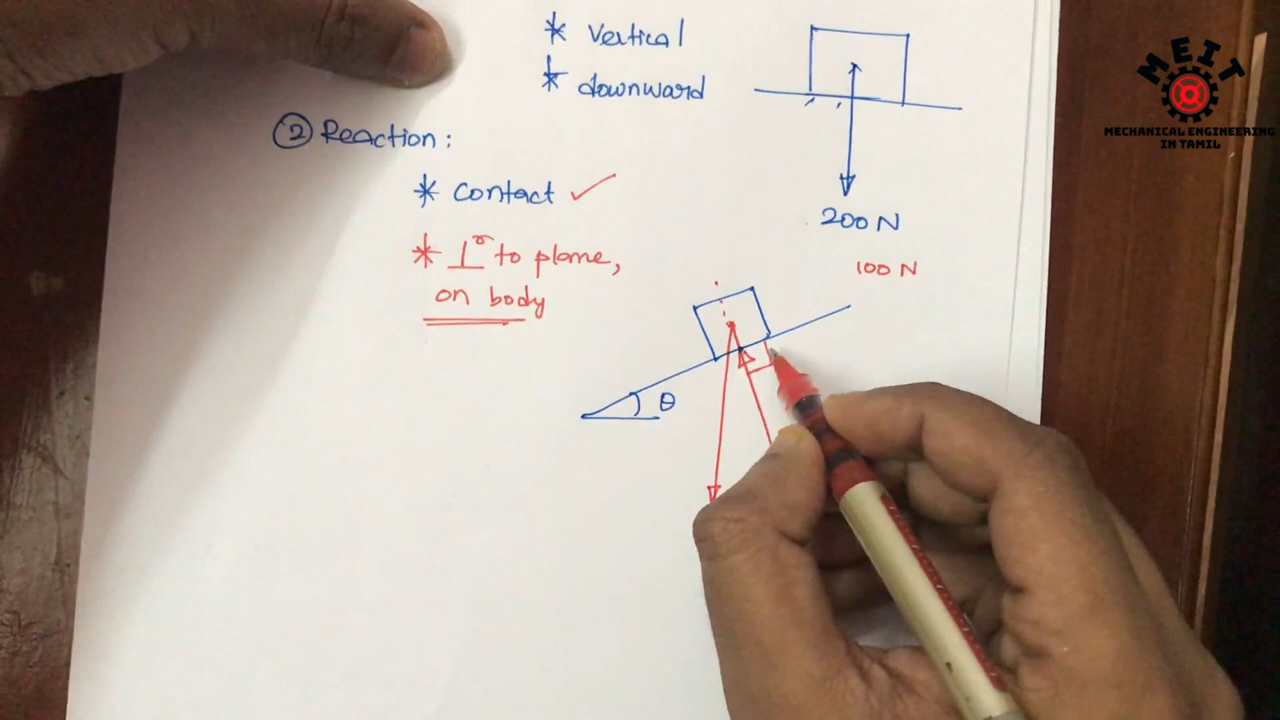 * Vertical
* downward
② Reaction :
* Contact ✓
* ⊥r to plane,
on body
200 N
100 N
θ
MEIT
MECHANICAL ENGINEERING
IN TAMIL